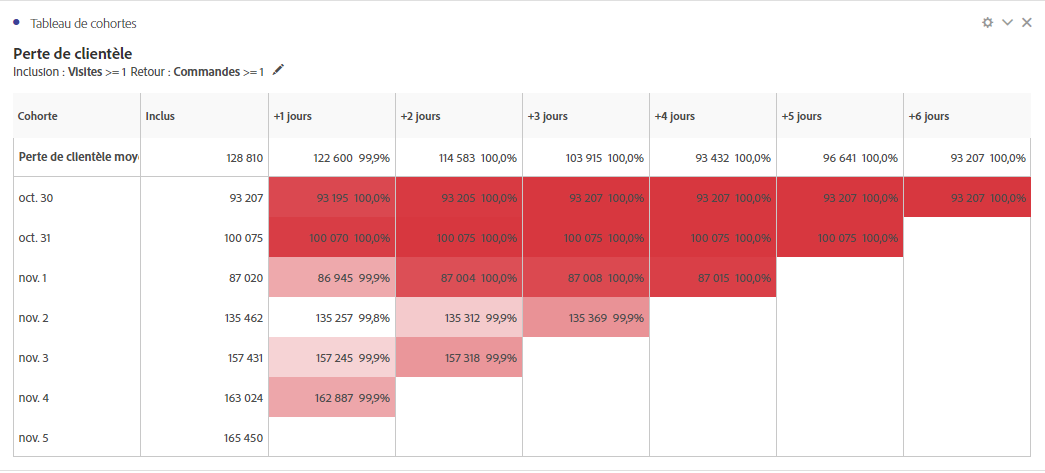 Tableau de cohortes
Perte de clientèle
Inclusion : Visites >= 1 Retour : Commandes >= 1
Cohorte Inclus +1 jours +2 jours +3 jours +4 jours +5 jours +6 jours
Perte de clientèle moy 128 810 122 600 99,9% 114 583 100,0% 103 915 100,0% 93 432 100,0% 96 641 100,0% 93 207 100,0%
oct. 30 93 207 93 195 100,0% 93 205 100,0% 93 207 100,0% 93 207 100,0% 93 207 100,0% 93 207 100,0%
oct. 31 100 075 100 070 100,0% 100 075 100,0% 100 075 100,0% 100 075 100,0% 100 075 100,0%
nov. 1 87 020 86 945 99,9% 87 004 100,0% 87 008 100,0% 87 015 100,0%
nov. 2 135 462 135 257 99,8% 135 312 99,9% 135 369 99,9%
nov. 3 157 431 157 245 99,9% 157 318 99,9%
nov. 4 163 024 162 887 99,9%
nov. 5 165 450